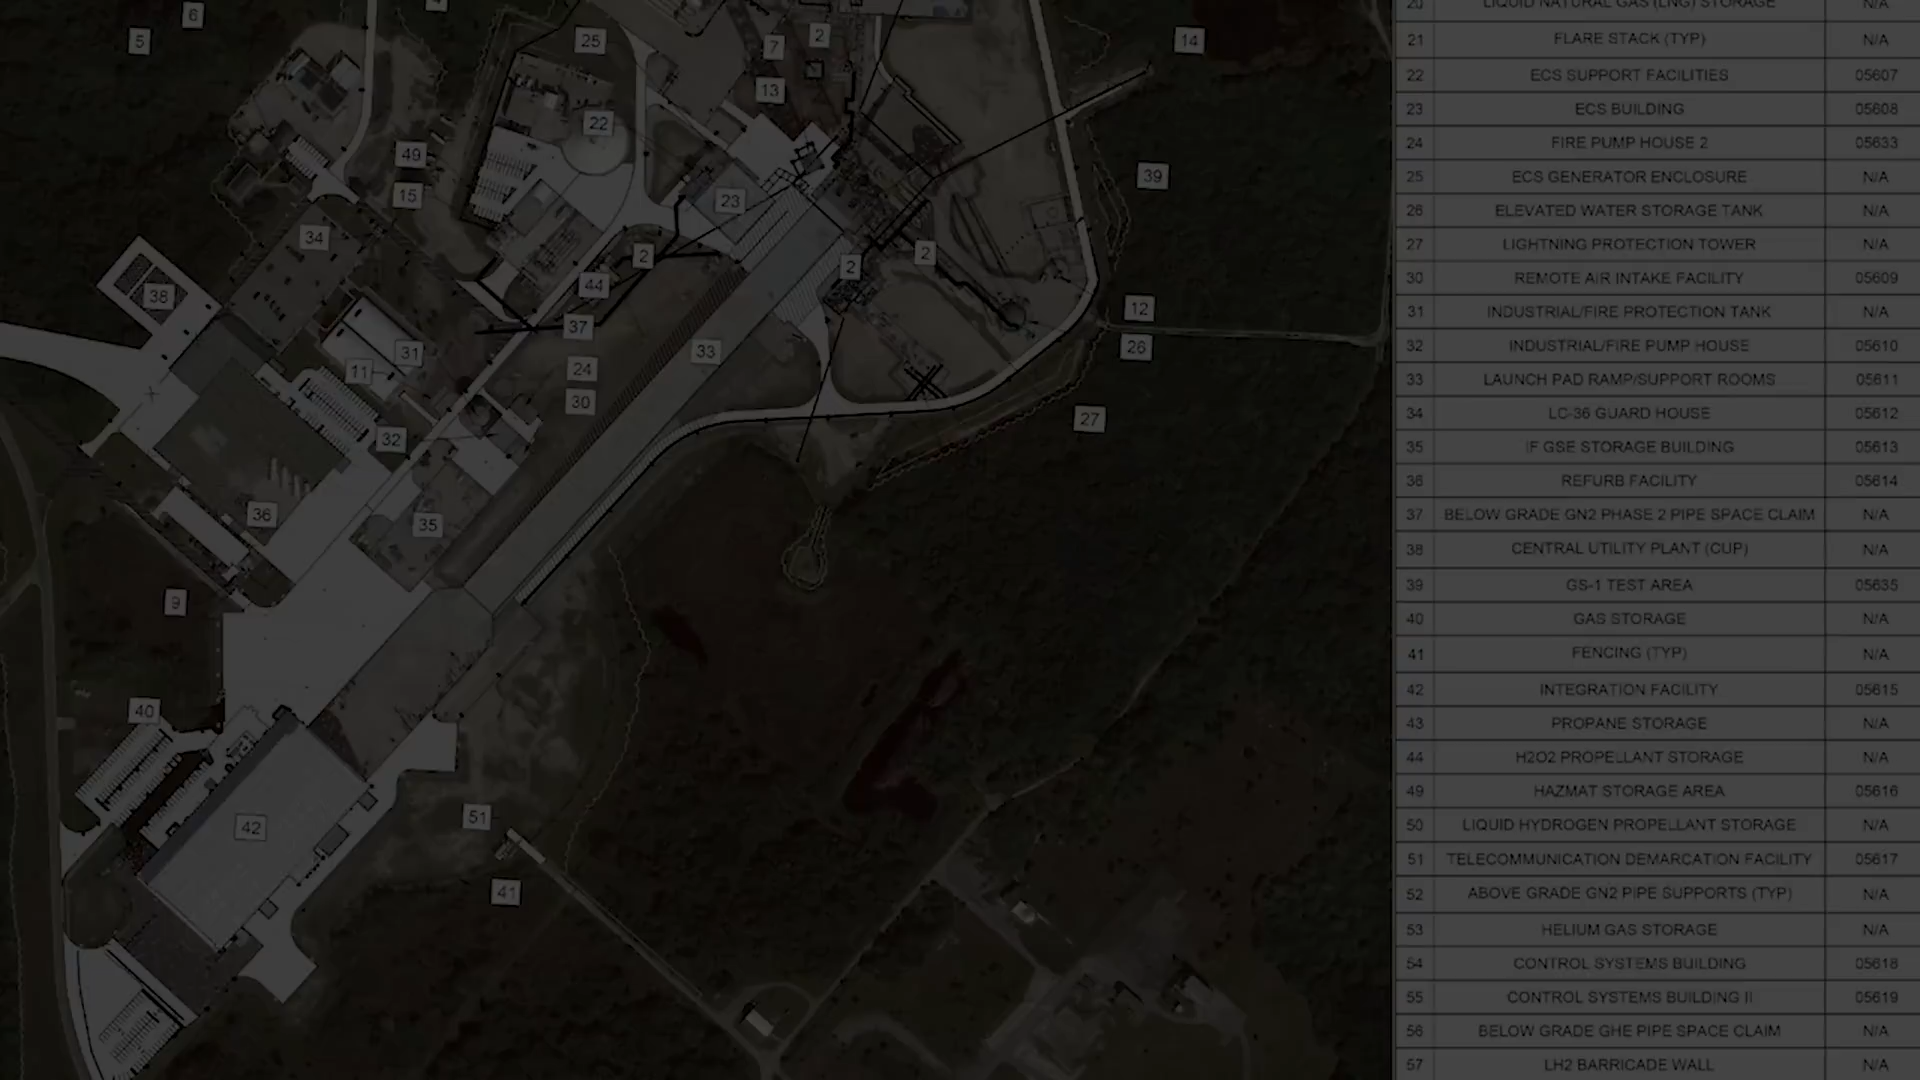 6
4
5
25
7
2
14
13
22
49
15
39
23
34
2
2
2
44
38
12
37
33
31
26
11
24
30
27
32
36
35
9
40
51
42
41
20 LIQUID NATURAL GAS (LNG) STORAGE N/A
21 FLARE STACK (TYP) N/A
22 ECS SUPPORT FACILITIES 05607
23 ECS BUILDING 05608
24 FIRE PUMP HOUSE 2 05633
25 ECS GENERATOR ENCLOSURE N/A
26 ELEVATED WATER STORAGE TANK N/A
27 LIGHTNING PROTECTION TOWER N/A
30 REMOTE AIR INTAKE FACILITY 05609
31 INDUSTRIAL/FIRE PROTECTION TANK N/A
32 INDUSTRIAL/FIRE PUMP HOUSE 05610
33 LAUNCH PAD RAMP/SUPPORT ROOMS 05611
34 LC-36 GUARD HOUSE 05612
35 IF GSE STORAGE BUILDING 05613
36 REFURB FACILITY 05614
37 BELOW GRADE GN2 PHASE 2 PIPE SPACE CLAIM N/A
38 CENTRAL UTILITY PLANT (CUP) N/A
39 GS-1 TEST AREA 05635
40 GAS STORAGE N/A
41 FENCING (TYP) N/A
42 INTEGRATION FACILITY 05615
43 PROPANE STORAGE N/A
44 H2O2 PROPELLANT STORAGE N/A
49 HAZMAT STORAGE AREA 05616
50 LIQUID HYDROGEN PROPELLANT STORAGE N/A
51 TELECOMMUNICATION DEMARCATION FACILITY 05617
52 ABOVE GRADE GN2 PIPE SUPPORTS (TYP) N/A
53 HELIUM GAS STORAGE N/A
54 CONTROL SYSTEMS BUILDING 05618
55 CONTROL SYSTEMS BUILDING II 05619
56 BELOW GRADE GHE PIPE SPACE CLAIM N/A
57 LH2 BARRICADE WALL N/A